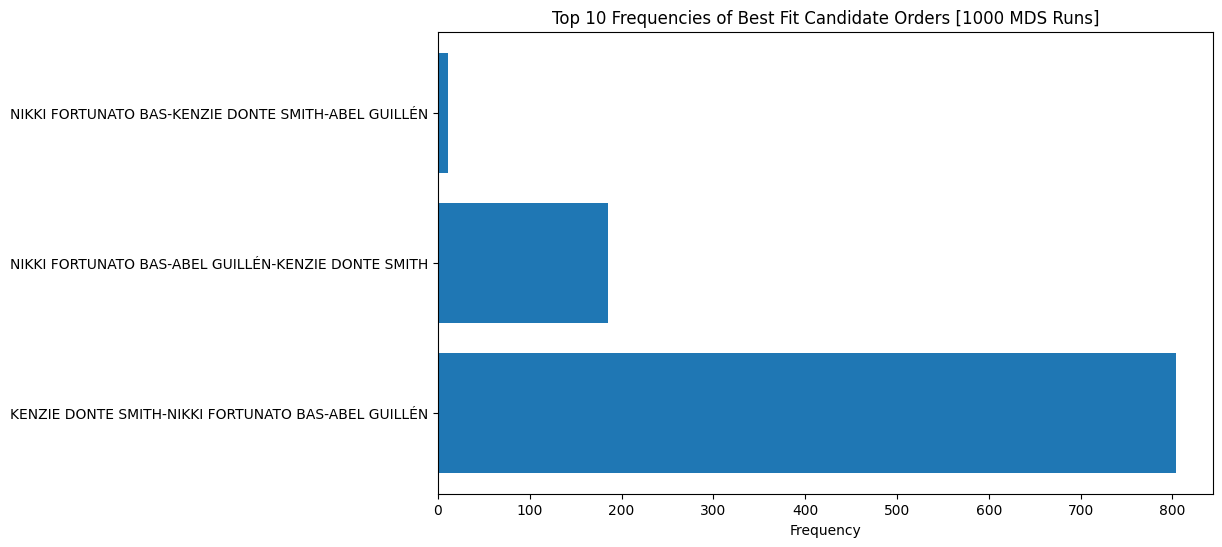 Top 10 Frequencies of Best Fit Candidate Orders [1000 MDS Runs]
NIKKI FORTUNATO BAS-KENZIE DONTE SMITH-ABEL GUILLÉN
NIKKI FORTUNATO BAS-ABEL GUILLÉN-KENZIE DONTE SMITH
KENZIE DONTE SMITH-NIKKI FORTUNATO BAS-ABEL GUILLÉN
0 100 200 300 400 500 600 700 800
Frequency